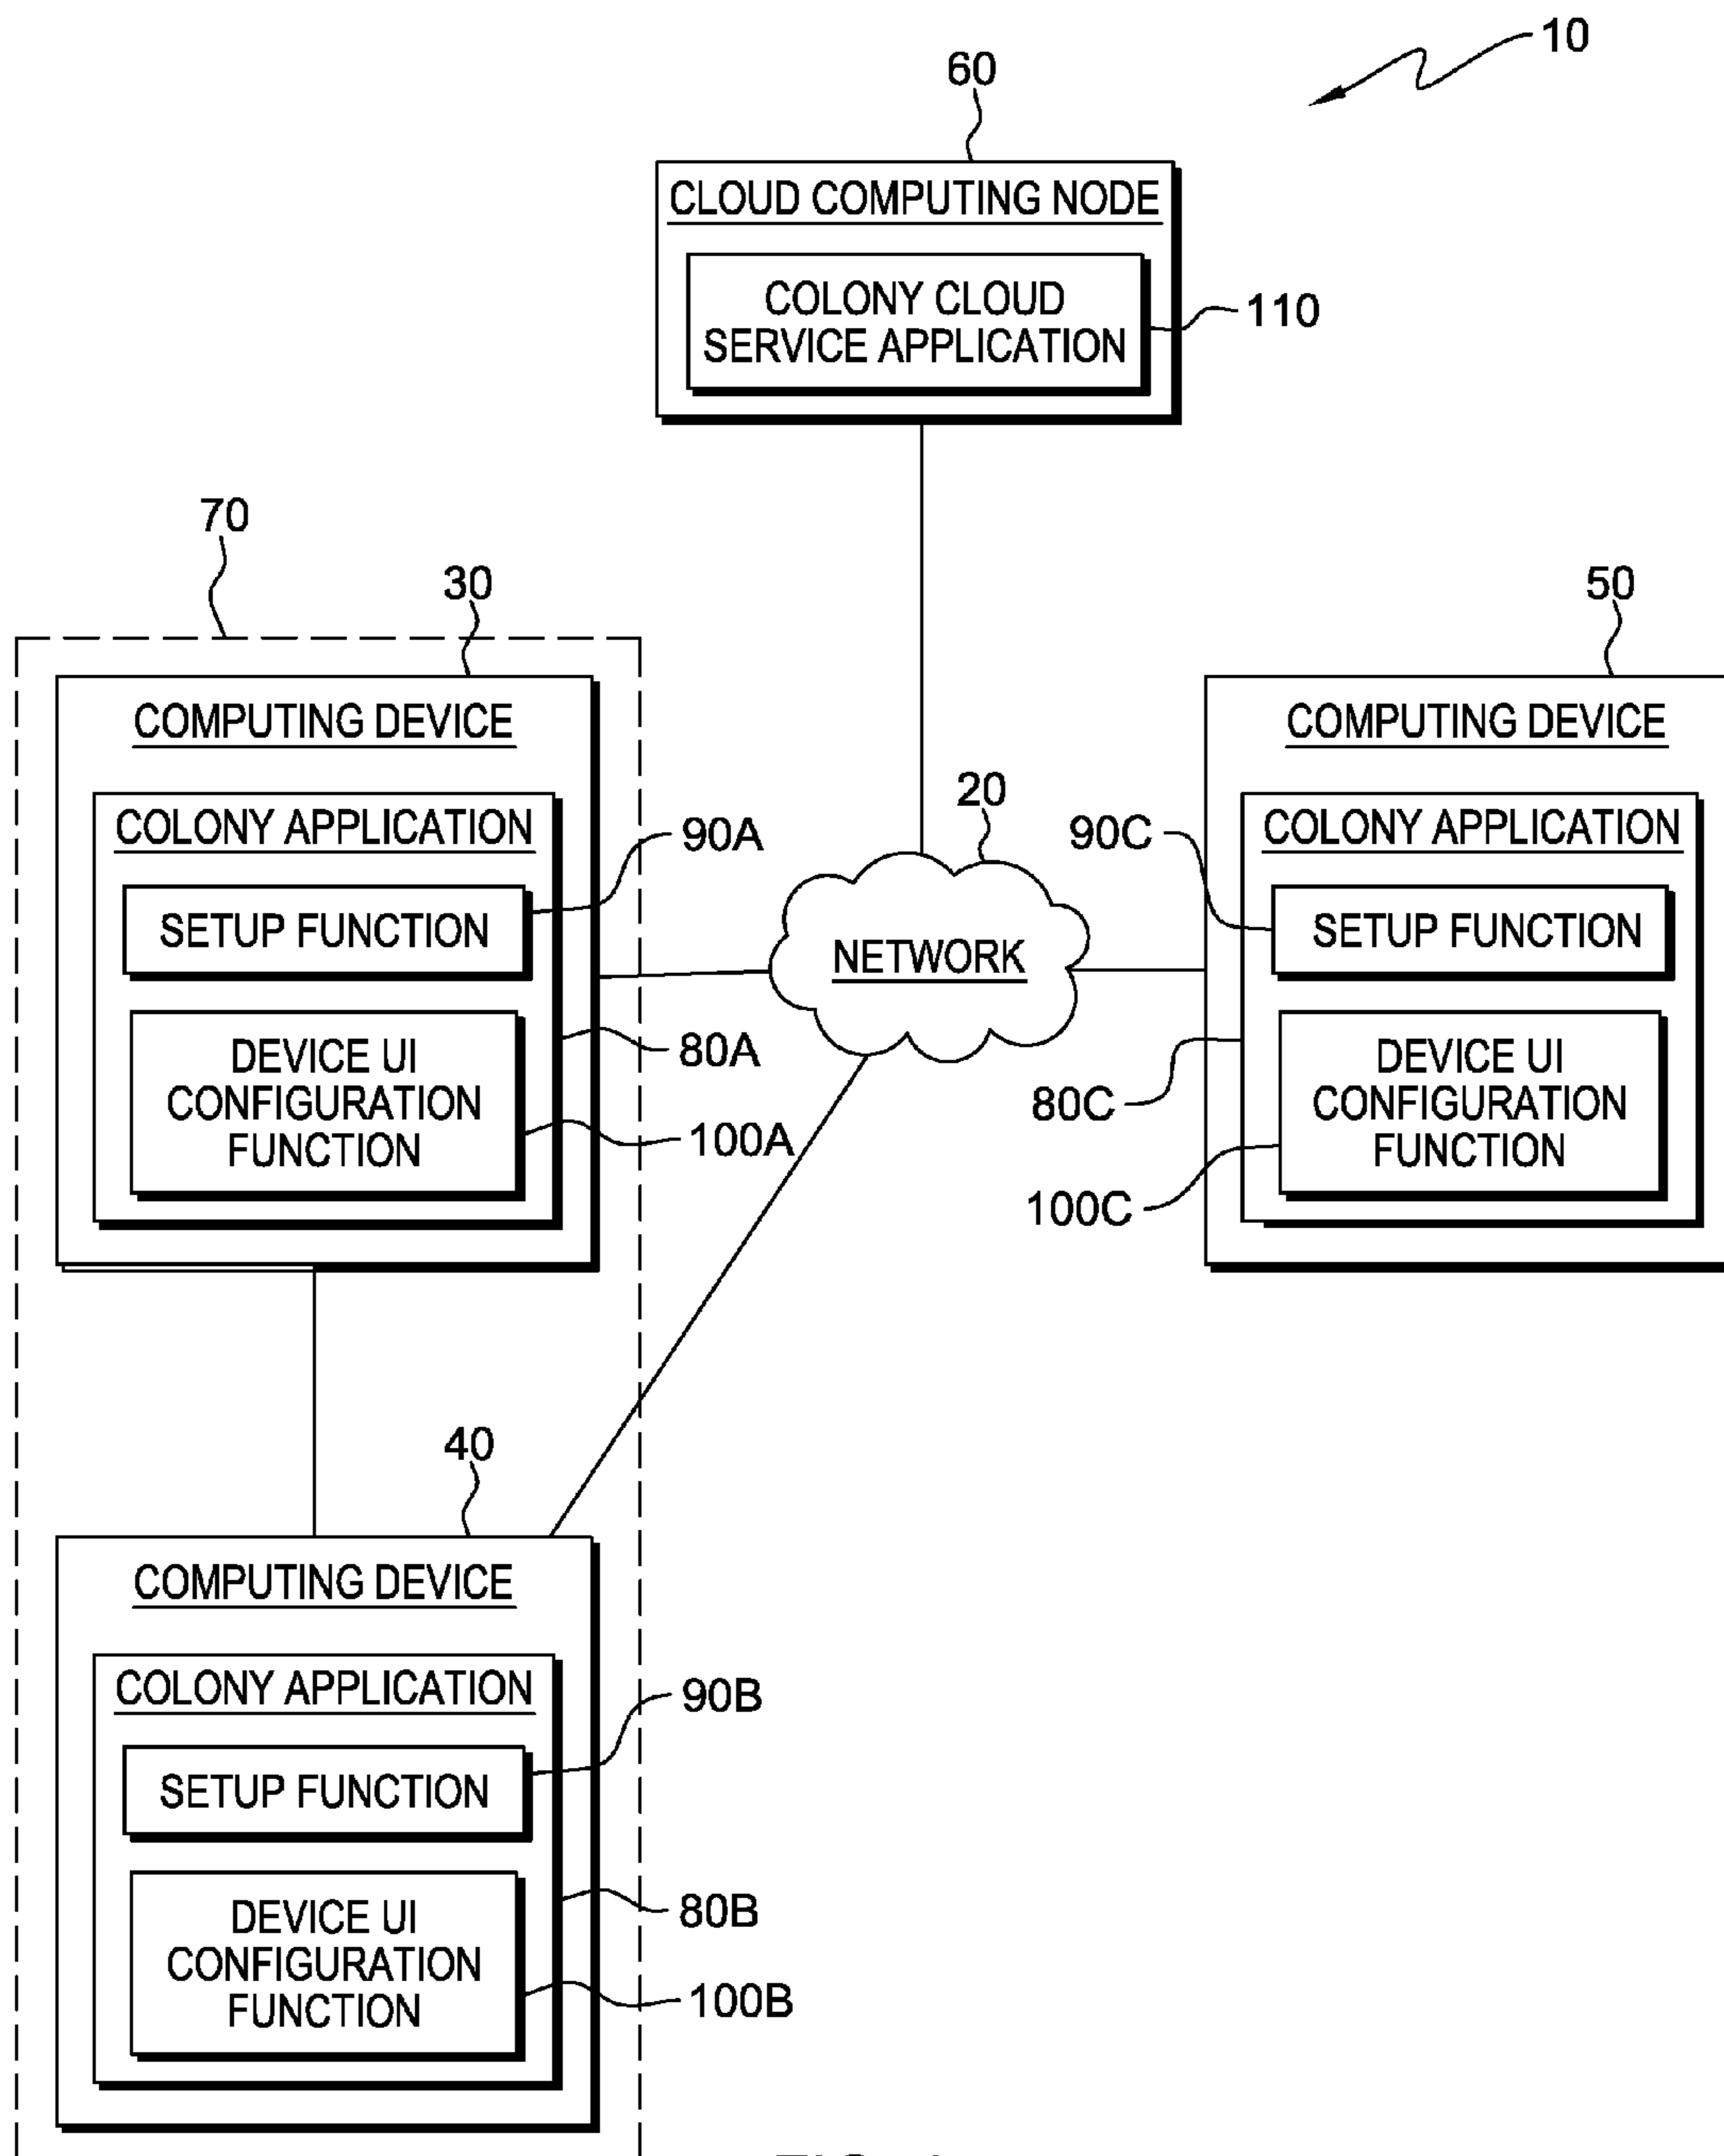 10
60
CLOUD COMPUTING NODE
COLONY CLOUD
SERVICE APPLICATION
110
70
30
COMPUTING DEVICE
COLONY APPLICATION
SETUP FUNCTION
90A
DEVICE UI
CONFIGURATION
FUNCTION
80A
100A
20
NETWORK
50
COMPUTING DEVICE
COLONY APPLICATION
90C
SETUP FUNCTION
80C
DEVICE UI
CONFIGURATION
FUNCTION
100C
40
COMPUTING DEVICE
COLONY APPLICATION
SETUP FUNCTION
90B
DEVICE UI
CONFIGURATION
FUNCTION
80B
100B